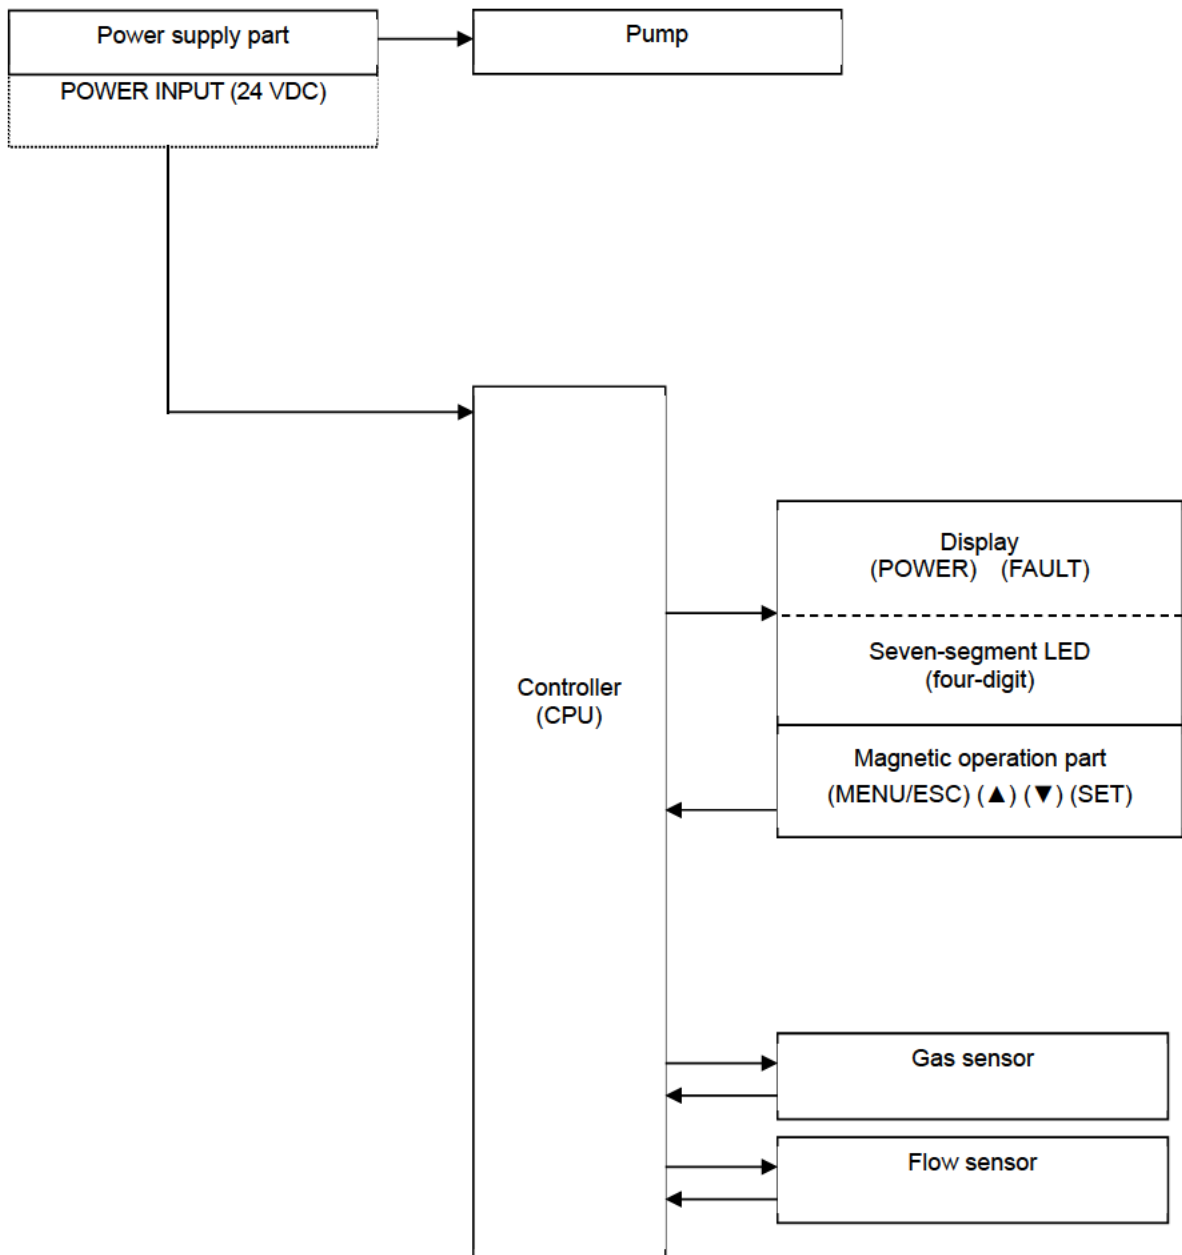 Power supply part
Pump
POWER INPUT (24 VDC)
Display
(POWER) (FAULT)
Seven-segment LED
(four-digit)
Controller
(CPU)
Magnetic operation part
(MENU/ESC) (▲) (▼) (SET)
Gas sensor
Flow sensor